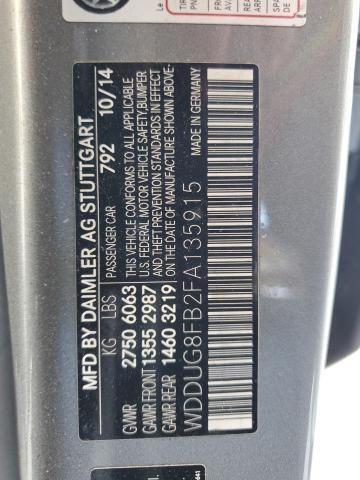 MFD BY DAIMLER AG STUTTGART
PASSENGER CAR 792 10/14
KG LBS
GVWR 2750 6063
GAWR FRONT 1355 2987
GAWR REAR 1460 3219
THIS VEHICLE CONFORMS TO ALL APPLICABLE
U.S. FEDERAL MOTOR VEHICLE SAFETY, BUMPER
AND THEFT PREVENTION STANDARDS IN EFFECT
ON THE DATE OF MANUFACTURE SHOWN ABOVE.
WDDUG8FB2FA135915
MADE IN GERMANY